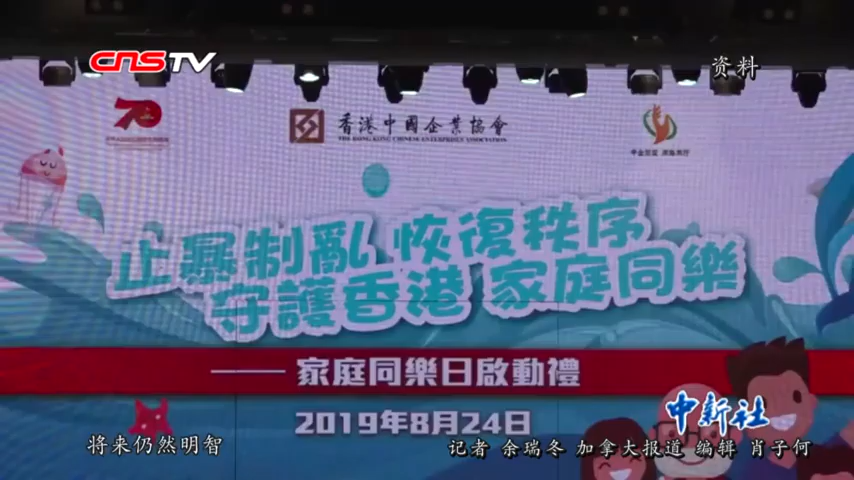 CNSTV
资料
70
香港中國企業協會
THE HONG KONG CHINESE ENTERPRISES ASSOCIATION
止暴制亂 恢復秩序
守護香港 家庭同樂
——家庭同樂日啟動禮
2019年8月24日
中新社
将来仍然明智
记者 余瑞冬 加拿大报道 编辑 肖子何